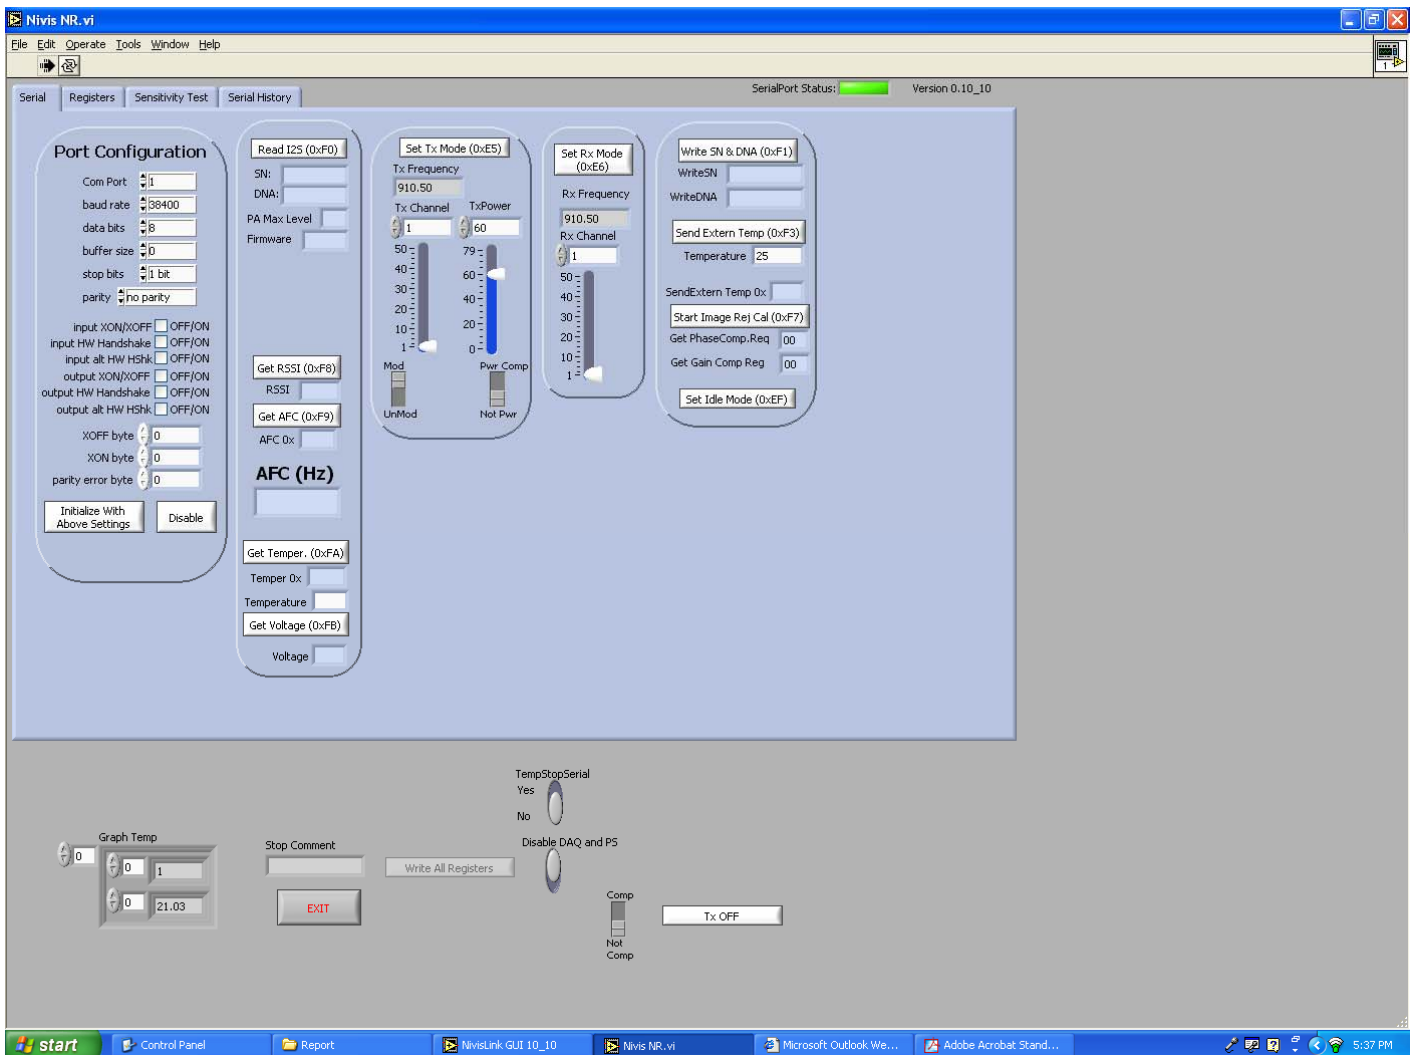 Nivis NR.vi
File Edit Operate Tools Window Help
1
Serial Registers Sensitivity Test Serial History
SerialPort Status: Version 0.10_10
Port Configuration
Com Port 1
baud rate 38400
data bits 8
buffer size 0
stop bits 1 bit
parity no parity
input XON/XOFF OFF/ON
input HW Handshake OFF/ON
input alt HW HShk OFF/ON
output XON/XOFF OFF/ON
output HW Handshake OFF/ON
output alt HW HShk OFF/ON
XOFF byte 0
XON byte 0
parity error byte 0
Initialize With
Above Settings
Disable
Read I2S (0xF0)
SN:
DNA:
PA Max Level
Firmware
Get RSSI (0xF8)
RSSI
Get AFC (0xF9)
AFC 0x
AFC (Hz)
Get Temper. (0xFA)
Temper 0x
Temperature
Get Voltage (0xFB)
Voltage
Set Tx Mode (0xE5)
Tx Frequency
910.50
Tx Channel TxPower
1 60
50 79
40 60
30 40
20 20
10 0
1
Mod Pwr Comp
UnMod Not Pwr
Set Rx Mode
(0xE6)
Rx Frequency
910.50
Rx Channel
1
50
40
30
20
10
1
Write SN & DNA (0xF1)
WriteSN
WriteDNA
Send Extern Temp (0xF3)
Temperature 25
SendExtern Temp 0x
Start Image Rej Cal (0xF7)
Get PhaseComp.Req 00
Get Gain Comp Reg 00
Set Idle Mode (0xEF)
TempStopSerial
Yes
No
Graph Temp
0
0 1
0 21.03
Stop Comment
EXIT
Write All Registers
Disable DAQ and PS
Comp
Not
Comp
Tx OFF
start Control Panel Report NivisLink GUI 10_10 Nivis NR.vi Microsoft Outlook We... Adobe Acrobat Stand... 5:37 PM